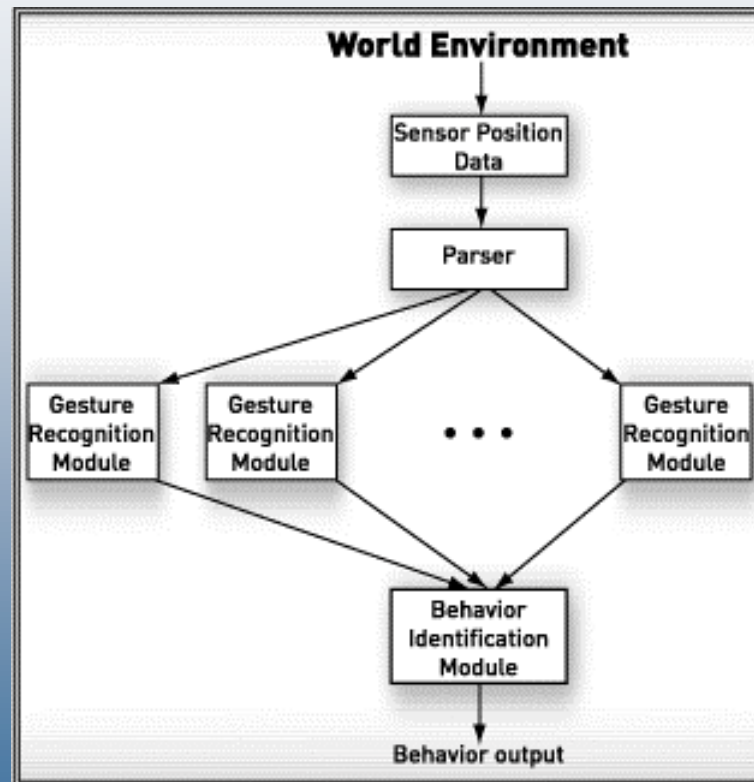 World Environment
Sensor Position
Data
Parser
Gesture
Recognition
Module
Gesture
Recognition
Module
• • •
Gesture
Recognition
Module
Behavior
Identification
Module
Behavior output